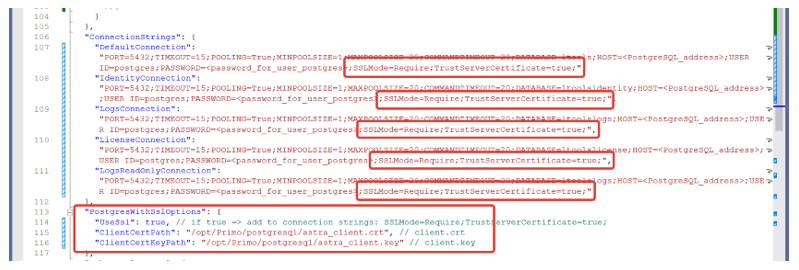 104 }
105 },
106 "ConnectionStrings": {
107 "DefaultConnection":
"PORT=5432;TIMEOUT=15;POOLING=True;MINPOOLSIZE=1;MAXPOOLSIZE=20;COMMANDTIMEOUT=20;DATABASE=ltools;HOST=<PostgreSQL_address>;USER
ID=postgres;PASSWORD=<password_for_user_postgres>;SSLMode=Require;TrustServerCertificate=true;"
108 "IdentityConnection":
"PORT=5432;TIMEOUT=15;POOLING=True;MINPOOLSIZE=1;MAXPOOLSIZE=20;COMMANDTIMEOUT=20;DATABASE=ltoolsidentity;HOST=<PostgreSQL_address>
;USER ID=postgres;PASSWORD=<password_for_user_postgres>;SSLMode=Require;TrustServerCertificate=true;",
109 "LogsConnection":
"PORT=5432;TIMEOUT=15;POOLING=True;MINPOOLSIZE=1;MAXPOOLSIZE=20;COMMANDTIMEOUT=20;DATABASE=ltoolslogs;HOST=<PostgreSQL_address>;USE
R ID=postgres;PASSWORD=<password_for_user_postgres>;SSLMode=Require;TrustServerCertificate=true;",
110 "LicenseConnection":
"PORT=5432;TIMEOUT=15;POOLING=True;MINPOOLSIZE=1;MAXPOOLSIZE=20;COMMANDTIMEOUT=20;DATABASE=ltoolslicense;HOST=<PostgreSQL_address>;
USER ID=postgres;PASSWORD=<password_for_user_postgres>;SSLMode=Require;TrustServerCertificate=true;",
111 "LogsReadOnlyConnection":
"PORT=5432;TIMEOUT=15;POOLING=True;MINPOOLSIZE=1;MAXPOOLSIZE=20;COMMANDTIMEOUT=20;DATABASE=ltoolslogs;HOST=<PostgreSQL_address>;USE
R ID=postgres;PASSWORD=<password_for_user_postgres>;SSLMode=Require;TrustServerCertificate=true;"
112 },
113 "PostgresWithSslOptions": {
114 "UseSsl": true, // if true => add to connection strings: SSLMode=Require;TrustServerCertificate=true;
115 "ClientCertPath": "/opt/Primo/postgresql/astra_client.crt", // client.crt
116 "ClientCertKeyPath": "/opt/Primo/postgresql/astra_client.key" // client.key
117 },